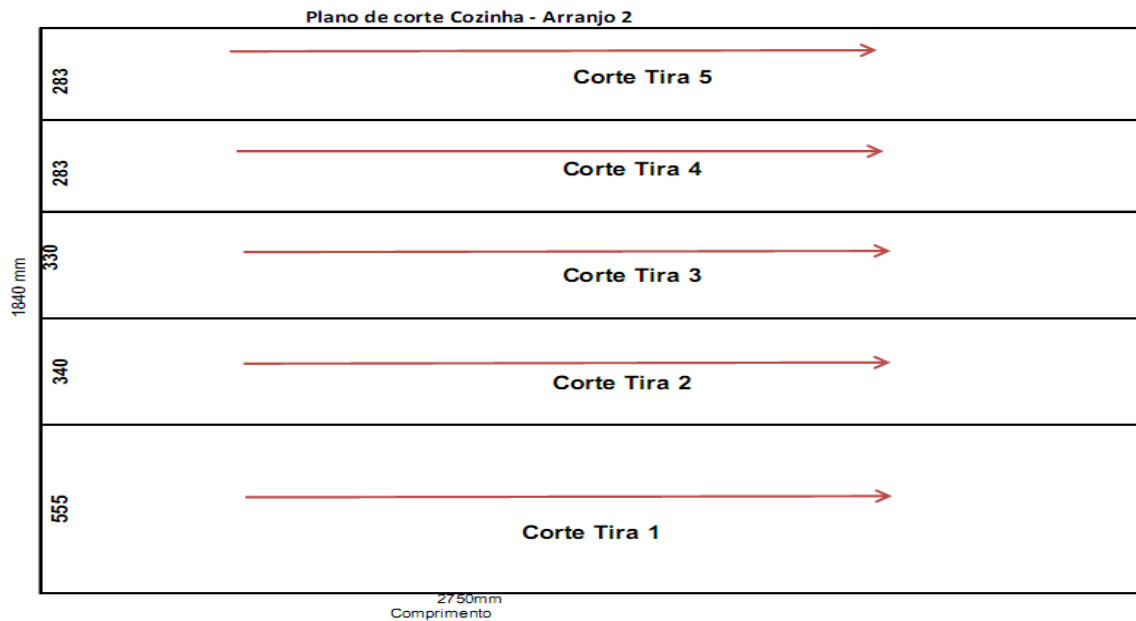 Plano de corte Cozinha - Arranjo 2
283
Corte Tira 5
283
Corte Tira 4
330
Corte Tira 3
1840 mm
340
Corte Tira 2
555
Corte Tira 1
2750mm
Comprimento